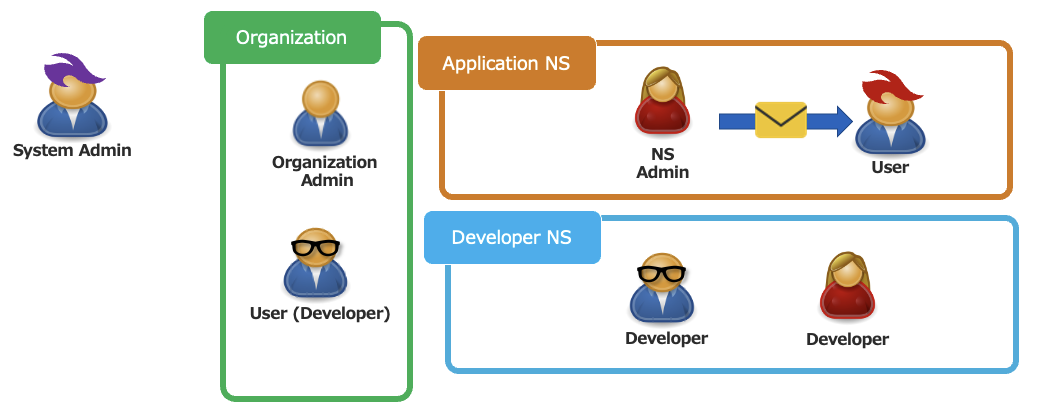 Organization
Application NS
System Admin
Organization
Admin
NS
Admin
User
Developer NS
User (Developer)
Developer
Developer